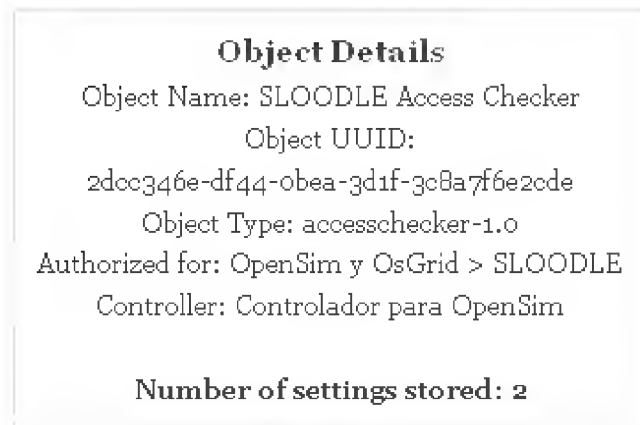 Object Details
Object Name: SLOODLE Access Checker
Object UUID:
2dcc346e-df44-0bea-3d1f-3c8a7f6e2cde
Object Type: accesschecker-1.0
Authorized for: OpenSim y OsGrid > SLOODLE
Controller: Controlador para OpenSim
Number of settings stored: 2